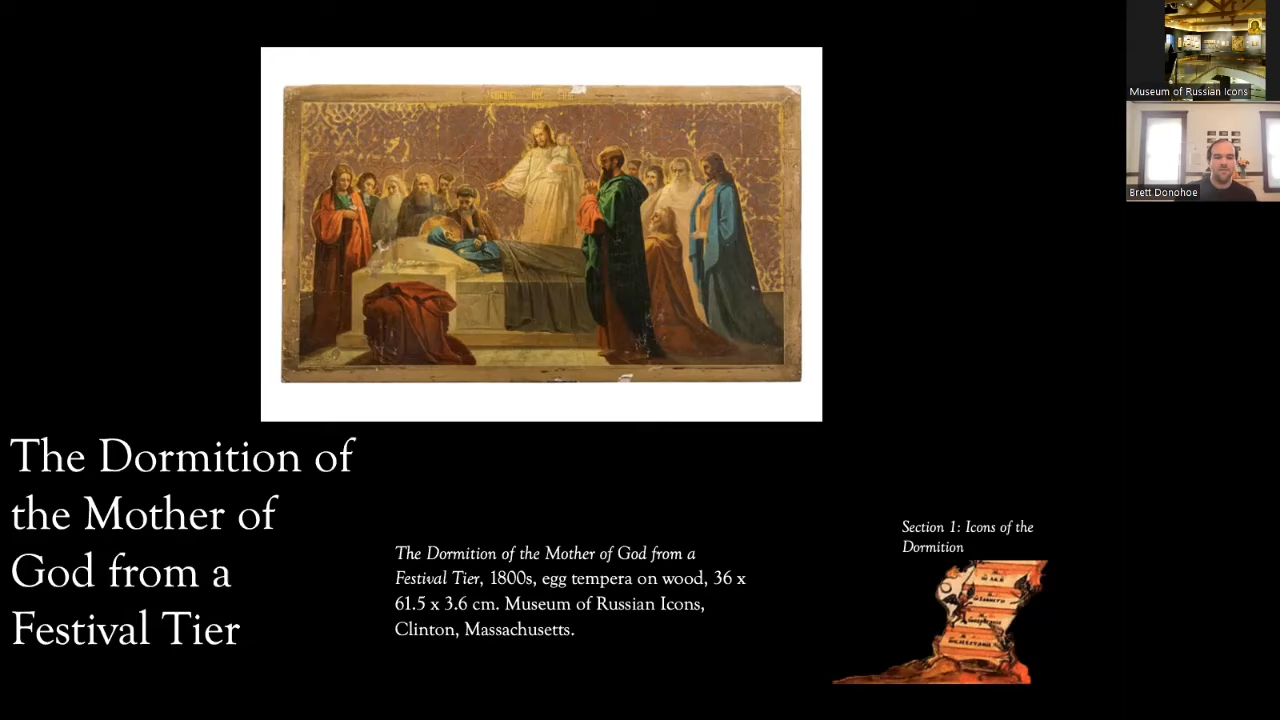 Museum of Russian Icons
Brett Donohoe
The Dormition of
the Mother of
God from a
Festival Tier
The Dormition of the Mother of God from a
Festival Tier, 1800s, egg tempera on wood, 36 x
61.5 x 3.6 cm. Museum of Russian Icons,
Clinton, Massachusetts.
Section 1: Icons of the
Dormition